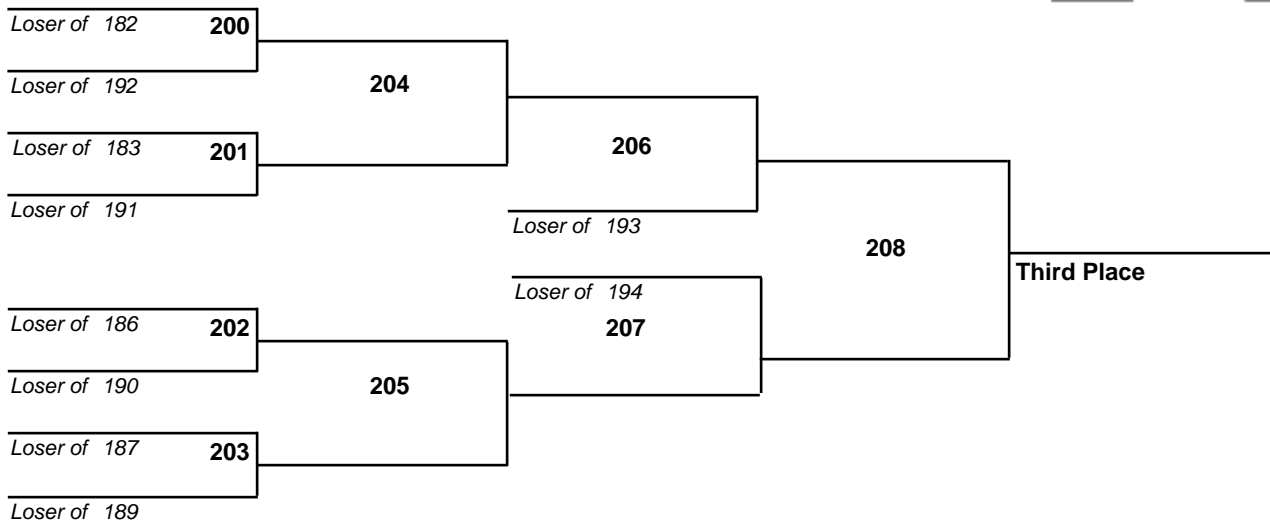 Loser of 182 200
Loser of 192
204
Loser of 183 201
206
Loser of 191
Loser of 193
208
Third Place
Loser of 194
Loser of 186 202
207
Loser of 190
205
Loser of 187 203
Loser of 189